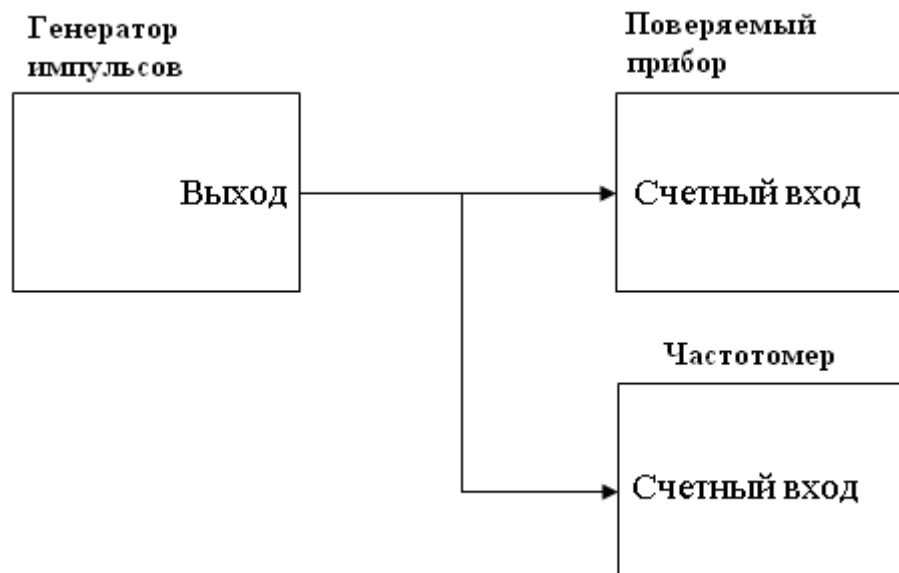 Генератор
импульсов
Поверяемый
прибор
Выход
Счетный вход
Частотомер
Счетный вход